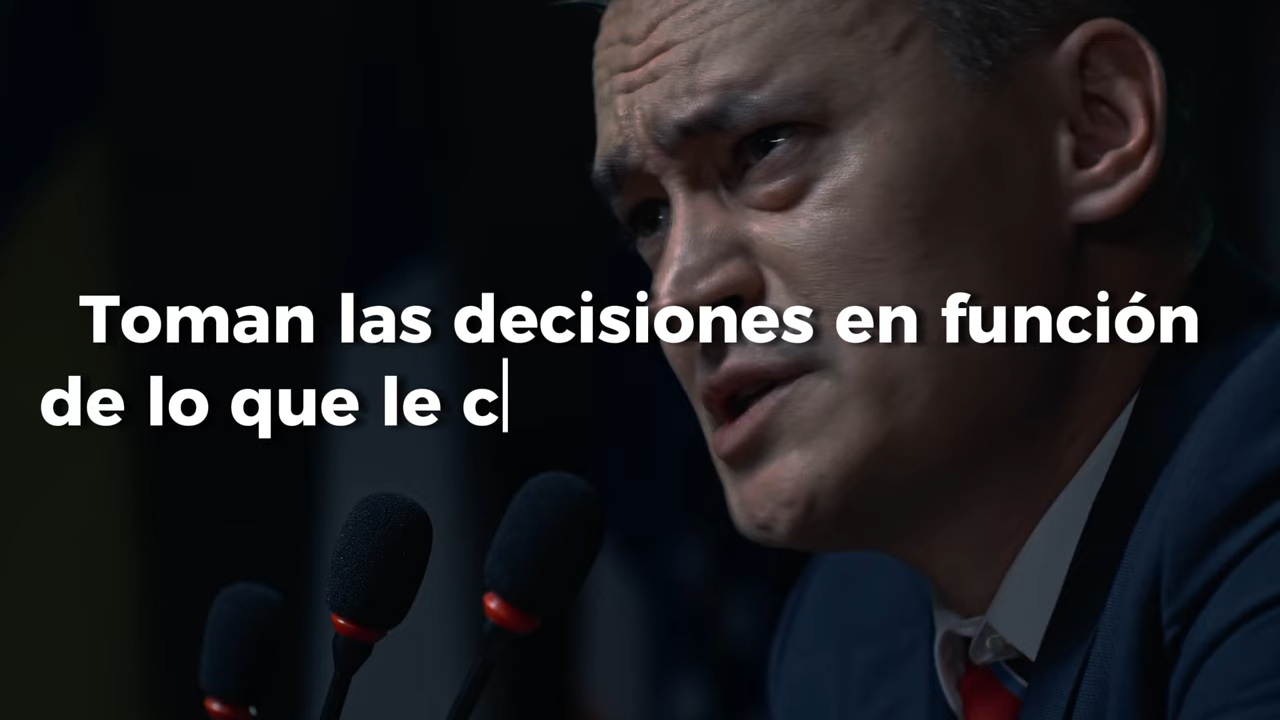 Toman las decisiones en función
de lo que le c